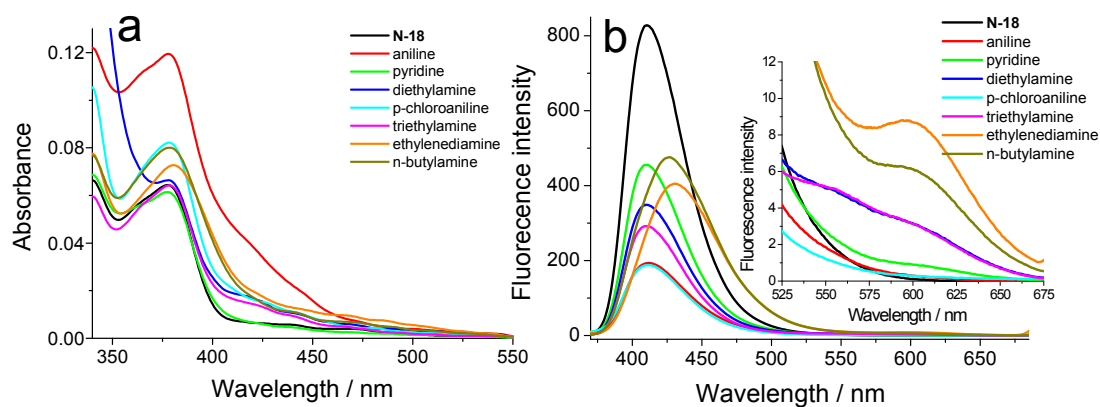 a
N-18
aniline
pyridine
diethylamine
p-chloroaniline
triethylamine
ethylenediamine
n-butylamine
0.12
0.08
0.04
0.00
Absorbance
350
400
450
500
550
Wavelength / nm
b
N-18
aniline
pyridine
diethylamine
p-chloroaniline
triethylamine
ethylenediamine
n-butylamine
800
600
400
200
0
Fluorecence intensity
400
450
500
550
600
650
Wavelength / nm
12
10
8
6
4
2
0
Fluorescence intensity
525
550
575
600
625
650
675
Wavelength / nm